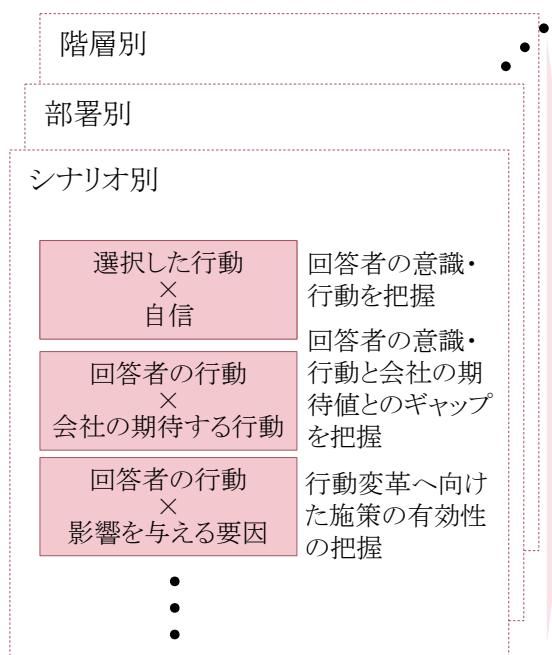 階層別
部署別
シナリオ別
選択した行動
×
自信
回答者の意識・
行動を把握
回答者の行動
×
会社の期待する行動
回答者の意識・
行動と会社の期
待値とのギャップ
を把握
回答者の行動
×
影響を与える要因
行動変革へ向け
た施策の有効性
の把握